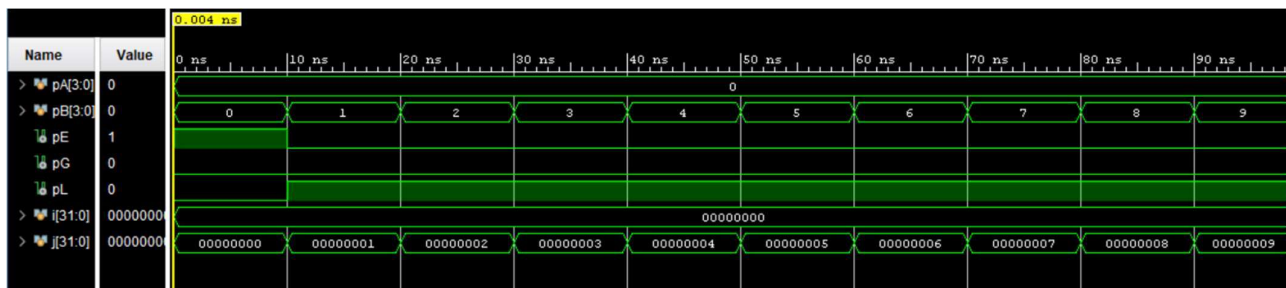 0.004 ns
Name Value 0 ns 10 ns 20 ns 30 ns 40 ns 50 ns 60 ns 70 ns 80 ns 90 ns
> pA[3:0] 0 0
> pB[3:0] 0 0 1 2 3 4 5 6 7 8 9
pE 1
pG 0
pL 0
> i[31:0] 00000000 00000000
> j[31:0] 00000000 00000000 00000001 00000002 00000003 00000004 00000005 00000006 00000007 00000008 00000009